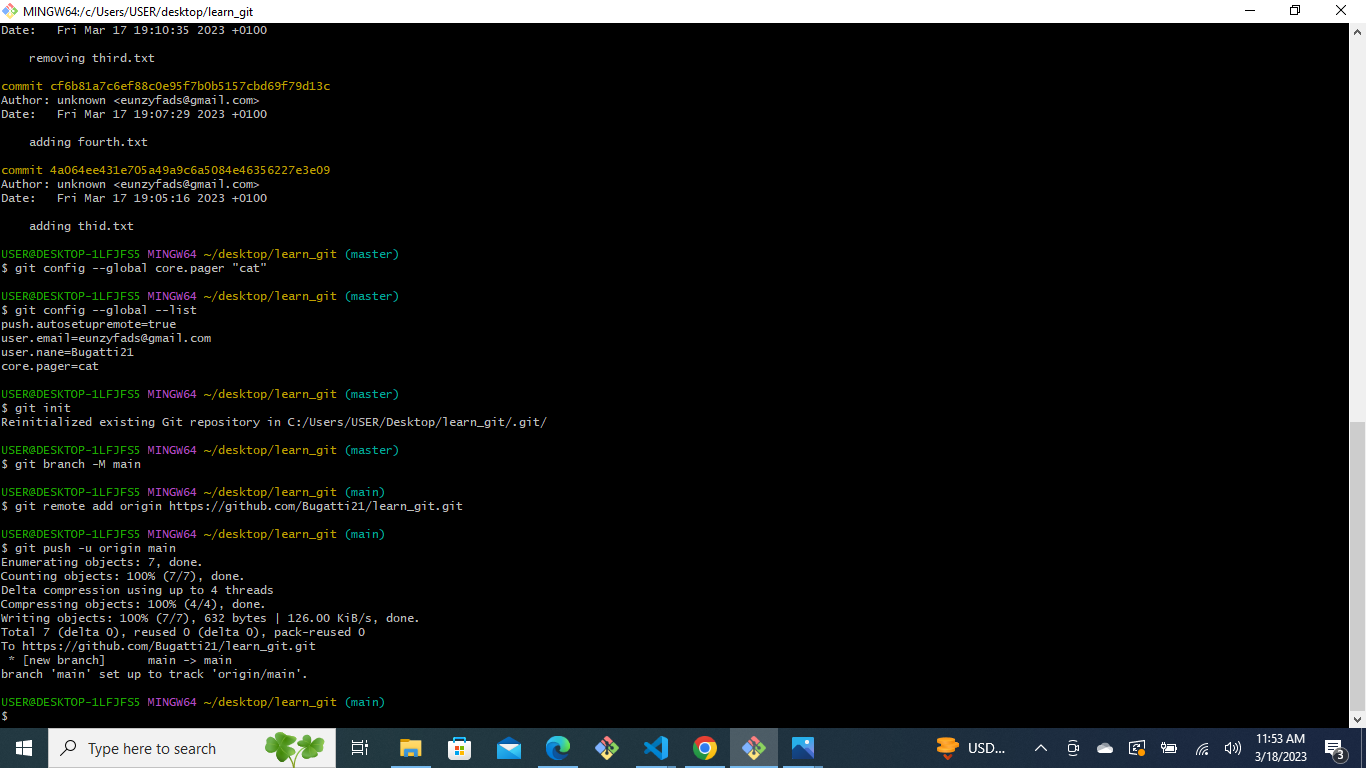 MINGW64:/c/Users/USER/desktop/learn_git
Date:   Fri Mar 17 19:10:35 2023 +0100
    removing third.txt
commit cf6b81a7c6ef88c0e95f7b0b5157cbd69f79d13c
Author: unknown <eunzyfads@gmail.com>
Date:   Fri Mar 17 19:07:29 2023 +0100
    adding fourth.txt
commit 4a064ee431e705a49a9c6a5084e46356227e3e09
Author: unknown <eunzyfads@gmail.com>
Date:   Fri Mar 17 19:05:16 2023 +0100
    adding thid.txt
USER@DESKTOP-1LFJFS5 MINGW64 ~/desktop/learn_git (master)
$ git config --global core.pager "cat"
USER@DESKTOP-1LFJFS5 MINGW64 ~/desktop/learn_git (master)
$ git config --global --list
push.autosetupremote=true
user.email=eunzyfads@gmail.com
user.nane=Bugatti21
core.pager=cat
USER@DESKTOP-1LFJFS5 MINGW64 ~/desktop/learn_git (master)
$ git init
Reinitialized existing Git repository in C:/Users/USER/Desktop/learn_git/.git/
USER@DESKTOP-1LFJFS5 MINGW64 ~/desktop/learn_git (master)
$ git branch -M main
USER@DESKTOP-1LFJFS5 MINGW64 ~/desktop/learn_git (main)
$ git remote add origin https://github.com/Bugatti21/learn_git.git
USER@DESKTOP-1LFJFS5 MINGW64 ~/desktop/learn_git (main)
$ git push -u origin main
Enumerating objects: 7, done.
Counting objects: 100% (7/7), done.
Delta compression using up to 4 threads
Compressing objects: 100% (4/4), done.
Writing objects: 100% (7/7), 632 bytes | 126.00 KiB/s, done.
Total 7 (delta 0), reused 0 (delta 0), pack-reused 0
To https://github.com/Bugatti21/learn_git.git
 * [new branch]      main -> main
branch 'main' set up to track 'origin/main'.
USER@DESKTOP-1LFJFS5 MINGW64 ~/desktop/learn_git (main)
$
Type here to search
USD...
11:53 AM
3/18/2023
3